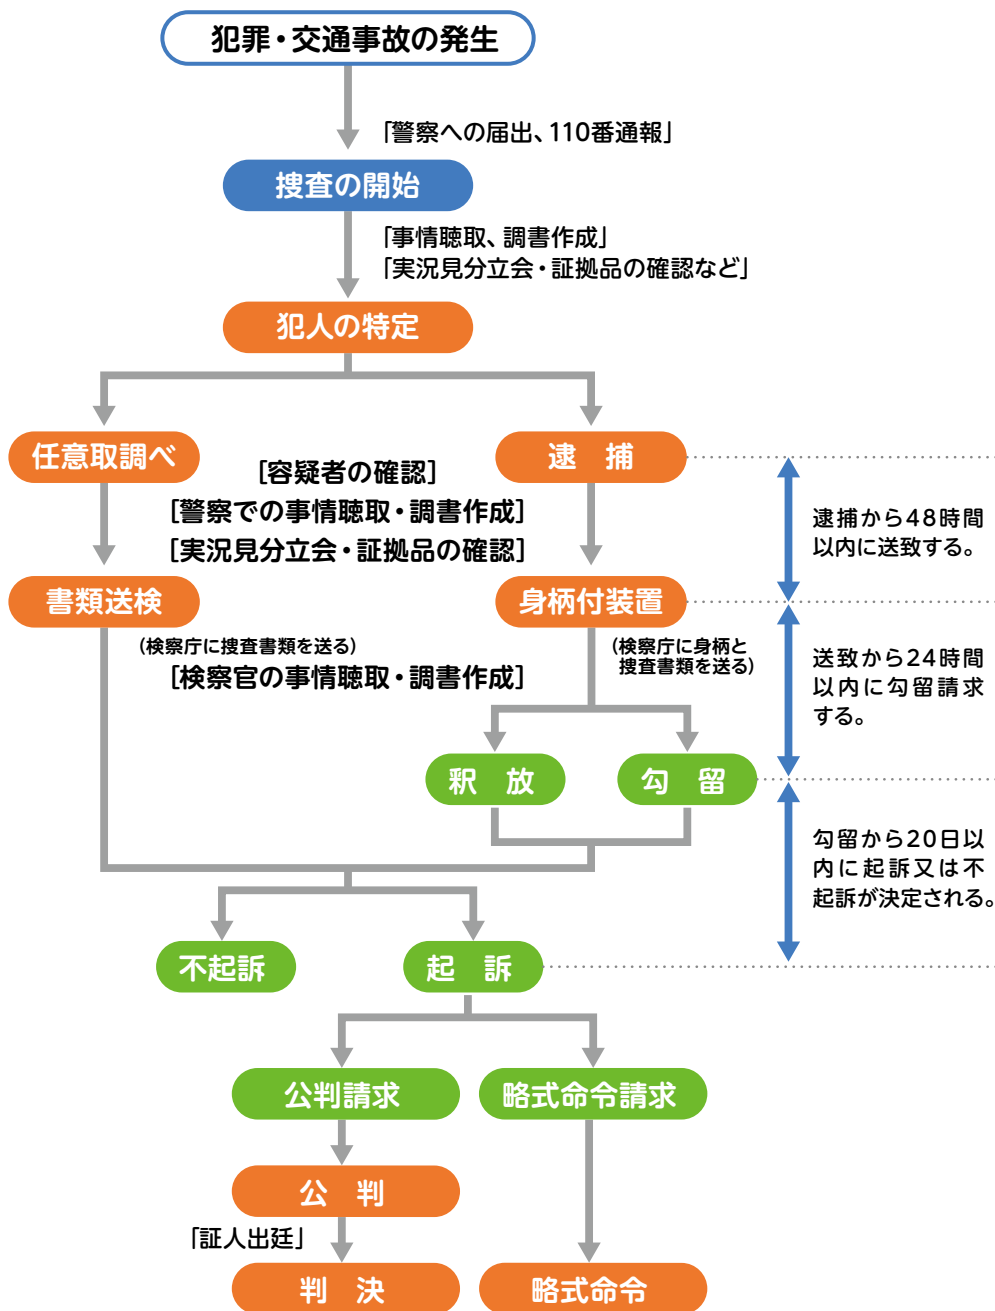 犯罪・交通事故の発生
「警察への届出、110番通報」
捜査の開始
「事情聴取、調書作成」
「実況見分立会・証拠品の確認など」
犯人の特定
任意取調べ
逮　捕
[容疑者の確認]
[警察での事情聴取・調書作成]
[実況見分立会・証拠品の確認]
逮捕から48時間
以内に送致する。
書類送検
身柄付装置
(検察庁に捜査書類を送る)
(検察庁に身柄と
捜査書類を送る)
[検察官の事情聴取・調書作成]
送致から24時間
以内に勾留請求
する。
釈　放
勾　留
勾留から20日以
内に起訴又は不
起訴が決定される。
不起訴
起　訴
公判請求
略式命令請求
公　判
「証人出廷」
判　決
略式命令